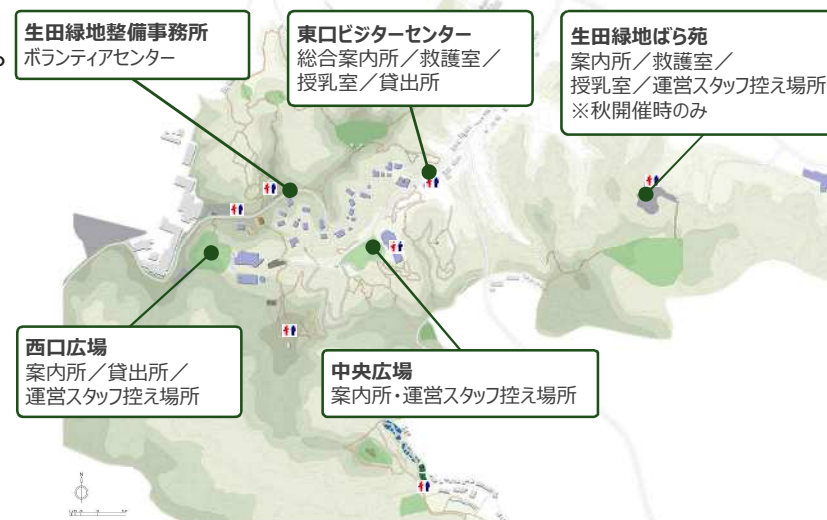 生田緑地整備事務所
ボランティアセンター
東口ビジターセンター
総合案内所／救護室／
授乳室／貸出所
生田緑地ばら苑
案内所／救護室／
授乳室／運営スタッフ控え場所
※秋開催時のみ
西口広場
案内所／貸出所／
運営スタッフ控え場所
中央広場
案内所・運営スタッフ控え場所